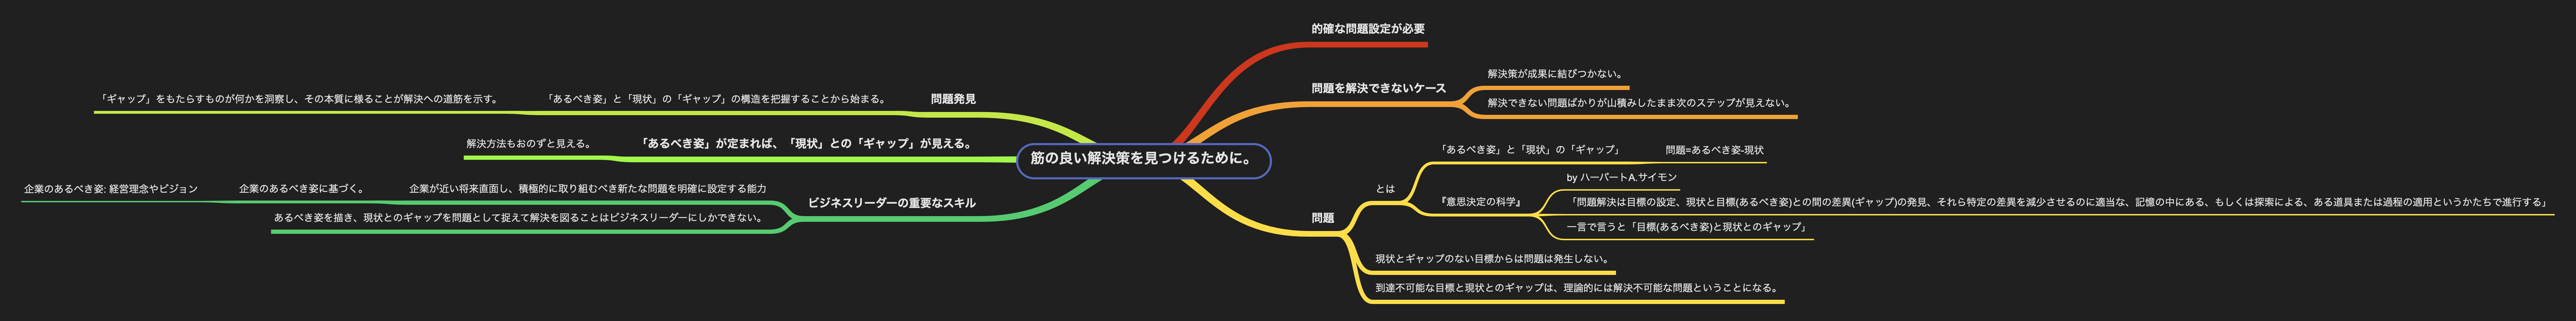 筋の良い解決策を見つけるために。
的確な問題設定が必要
問題を解決できないケース
解決策が成果に結びつかない。
解決できない問題ばかりが山積みしたまま次のステップが見えない。
問題
とは
「あるべき姿」と「現状」の「ギャップ」
問題=あるべき姿-現状
『意思決定の科学』
by ハーバートA.サイモン
「問題解決は目標の設定、現状と目標(あるべき姿)との間の差異(ギャップ)の発見、それら特定の差異を減少させるのに適当な、記憶の中にある、もしくは探索による、ある道具または過程の適用というかたちで進行する」
一言で言うと「目標(あるべき姿)と現状とのギャップ」
現状とギャップのない目標からは問題は発生しない。
到達不可能な目標と現状とのギャップは、理論的には解決不可能な問題ということになる。
問題発見
「あるべき姿」と「現状」の「ギャップ」の構造を把握することから始まる。
「ギャップ」をもたらすものが何かを洞察し、その本質に様ることが解決への道筋を示す。
「あるべき姿」が定まれば、「現状」との「ギャップ」が見える。
解決方法もおのずと見える。
ビジネスリーダーの重要なスキル
企業が近い将来直面し、積極的に取り組むべき新たな問題を明確に設定する能力
企業のあるべき姿に基づく。
企業のあるべき姿: 経営理念やビジョン
あるべき姿を描き、現状とのギャップを問題として捉えて解決を図ることはビジネスリーダーにしかできない。